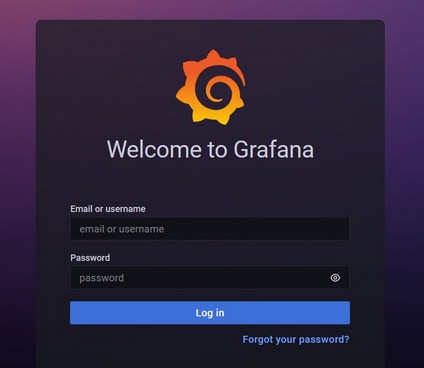 Welcome to Grafana
Email or username
email or username
Password
password
Log in
Forgot your password?